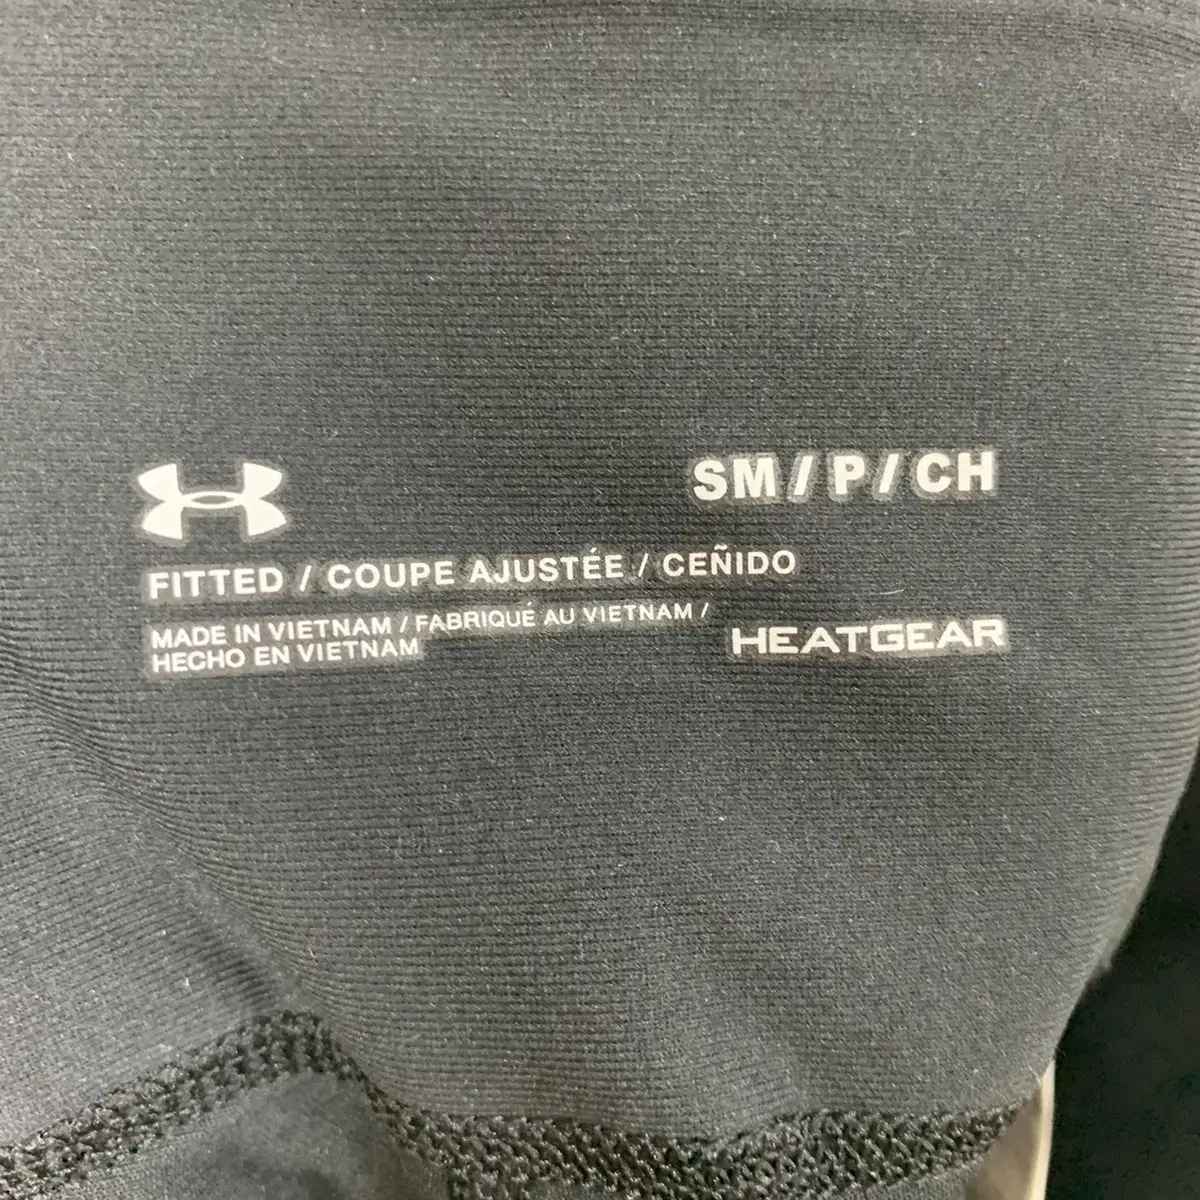 SM/P/CH
FITTED / COUPE AJUSTÉE / CEÑIDO
MADE IN VIETNAM / FABRIQUÉ AU VIETNAM /
HECHO EN VIETNAM
HEATGEAR